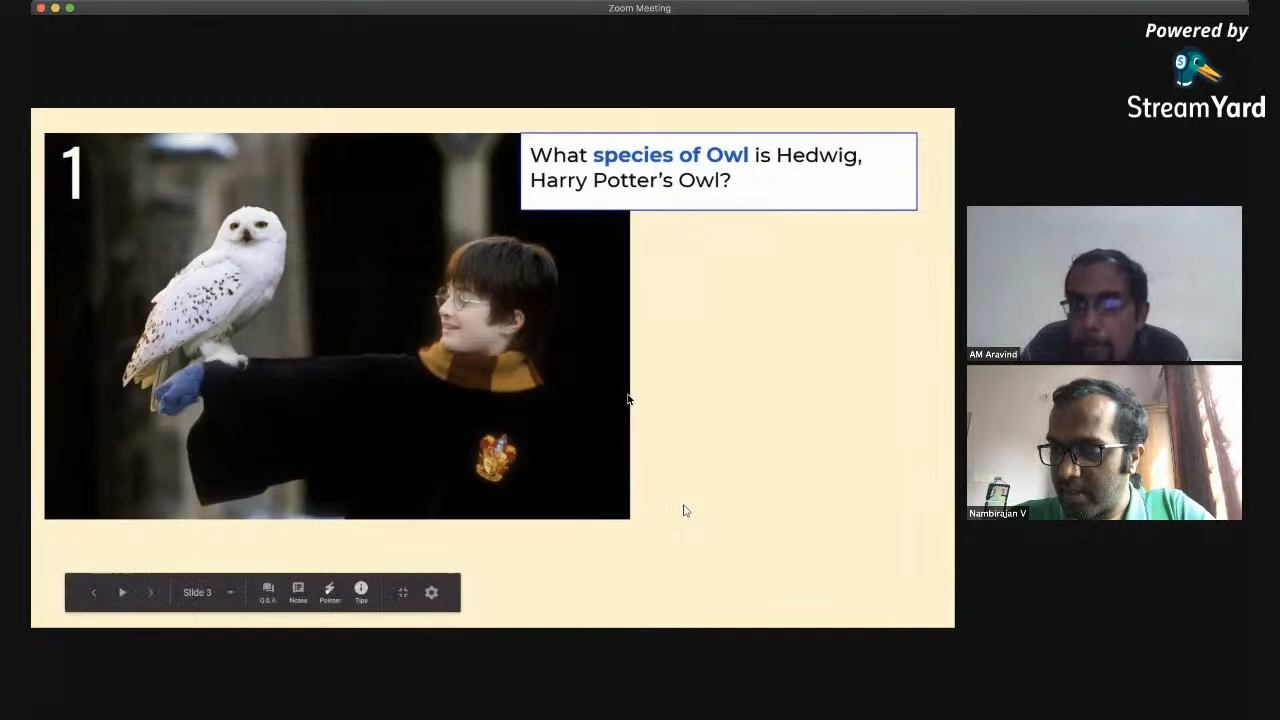 Zoom Meeting
Powered by
StreamYard
1
What species of Owl is Hedwig,
Harry Potter's Owl?
AM Aravind
Nambirajan V
Slide 3
Q & A
Notes
Pointer
Tips